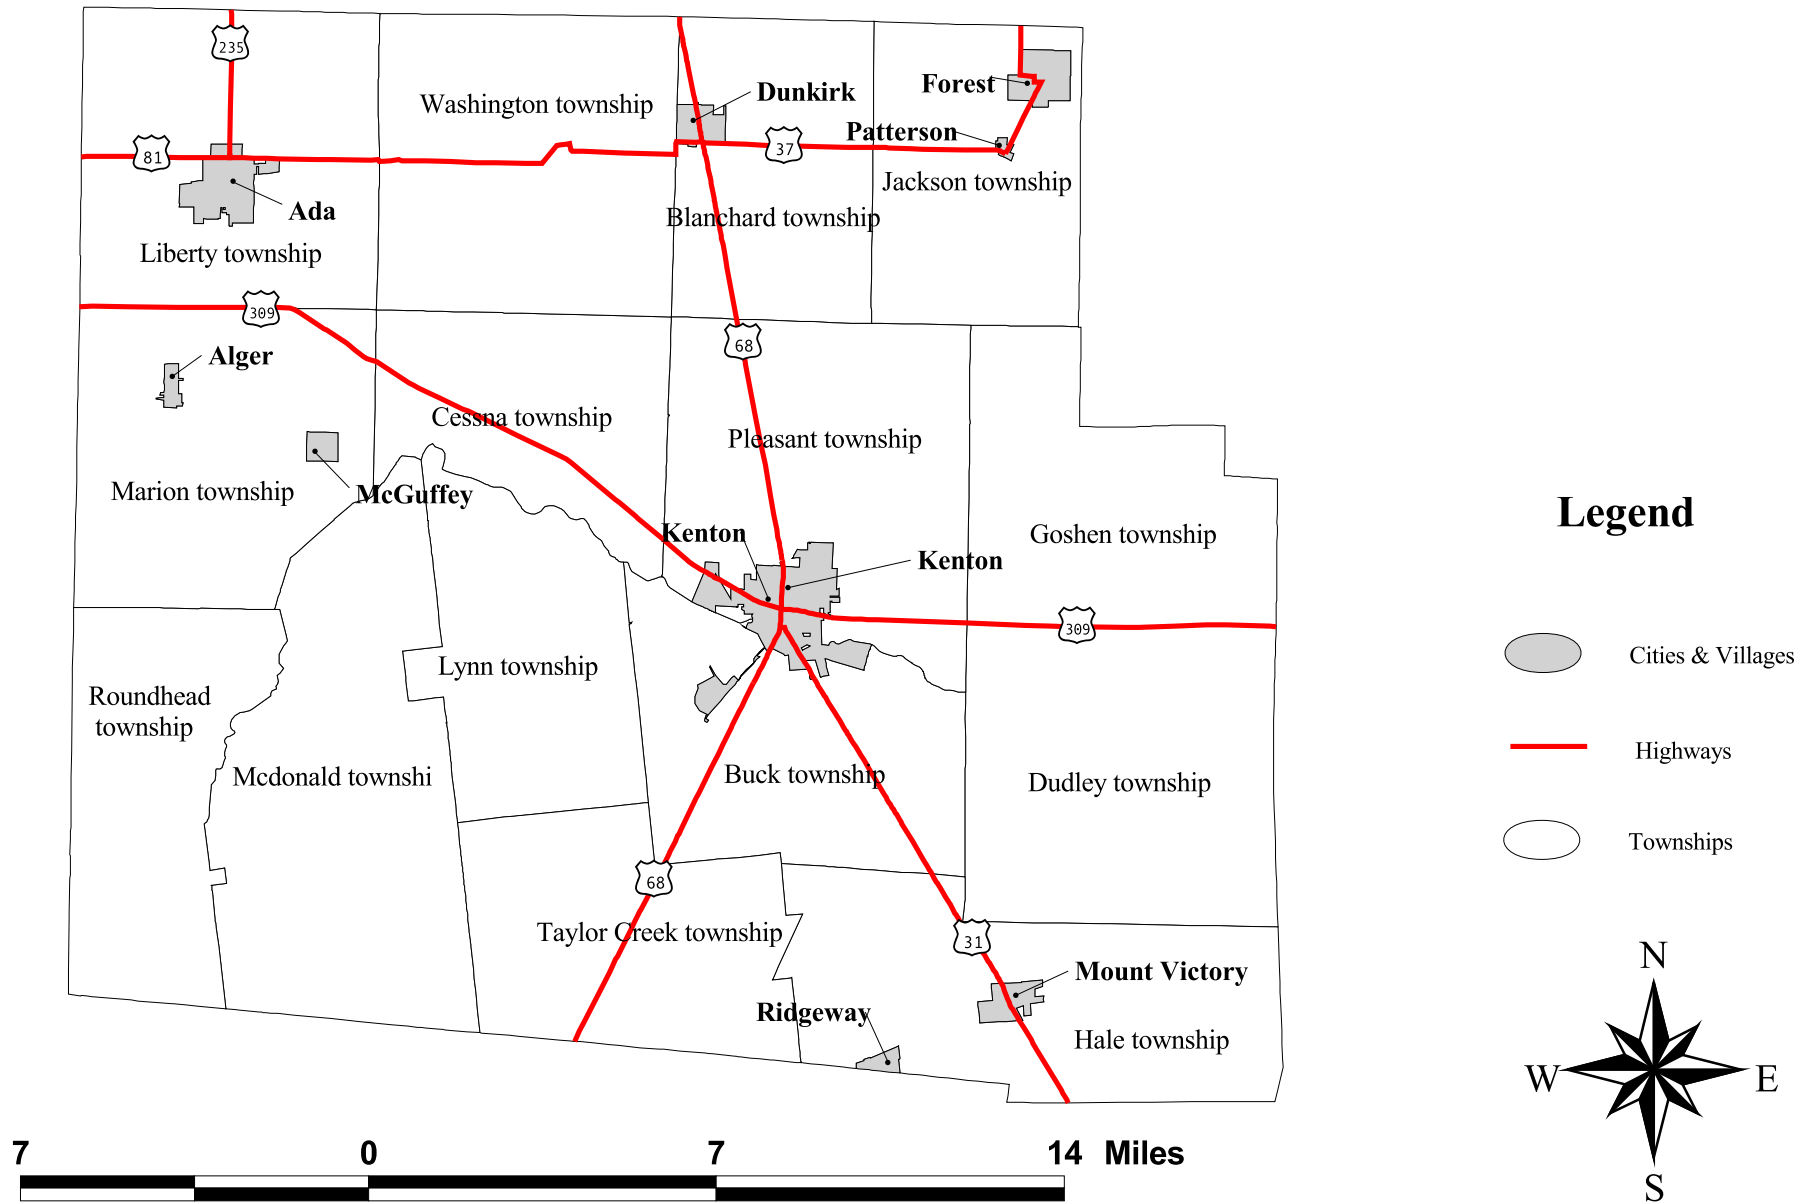 235
Forest
Washington township
Dunkirk
Patterson
81
37
Jackson township
Ada
Blanchard township
Liberty township
309
68
Alger
Cessna township
Pleasant township
Marion township
McGuffey
Legend
Kenton
Goshen township
Kenton
309
Lynn township
Cities & Villages
Roundhead
township
Highways
Mcdonald townshi
Buck township
Dudley township
Townships
68
Taylor Creek township
31
N
Mount Victory
Ridgeway
Hale township
W
E
S
7
0
7
14 Miles